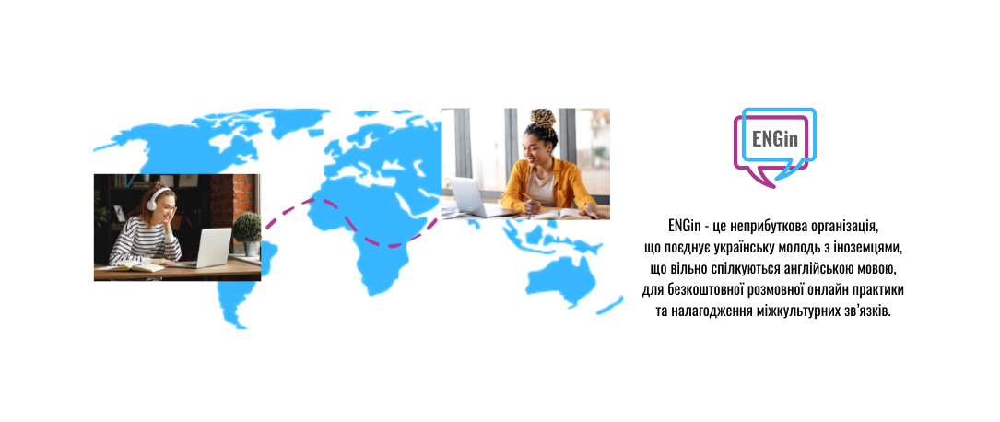 ENGin
ENGin - це неприбуткова організація,
що поєднує українську молодь з іноземцями,
що вільно спілкуються англійською мовою,
для безкоштовної розмовної онлайн практики
та налагодження міжкультурних зв’язків.